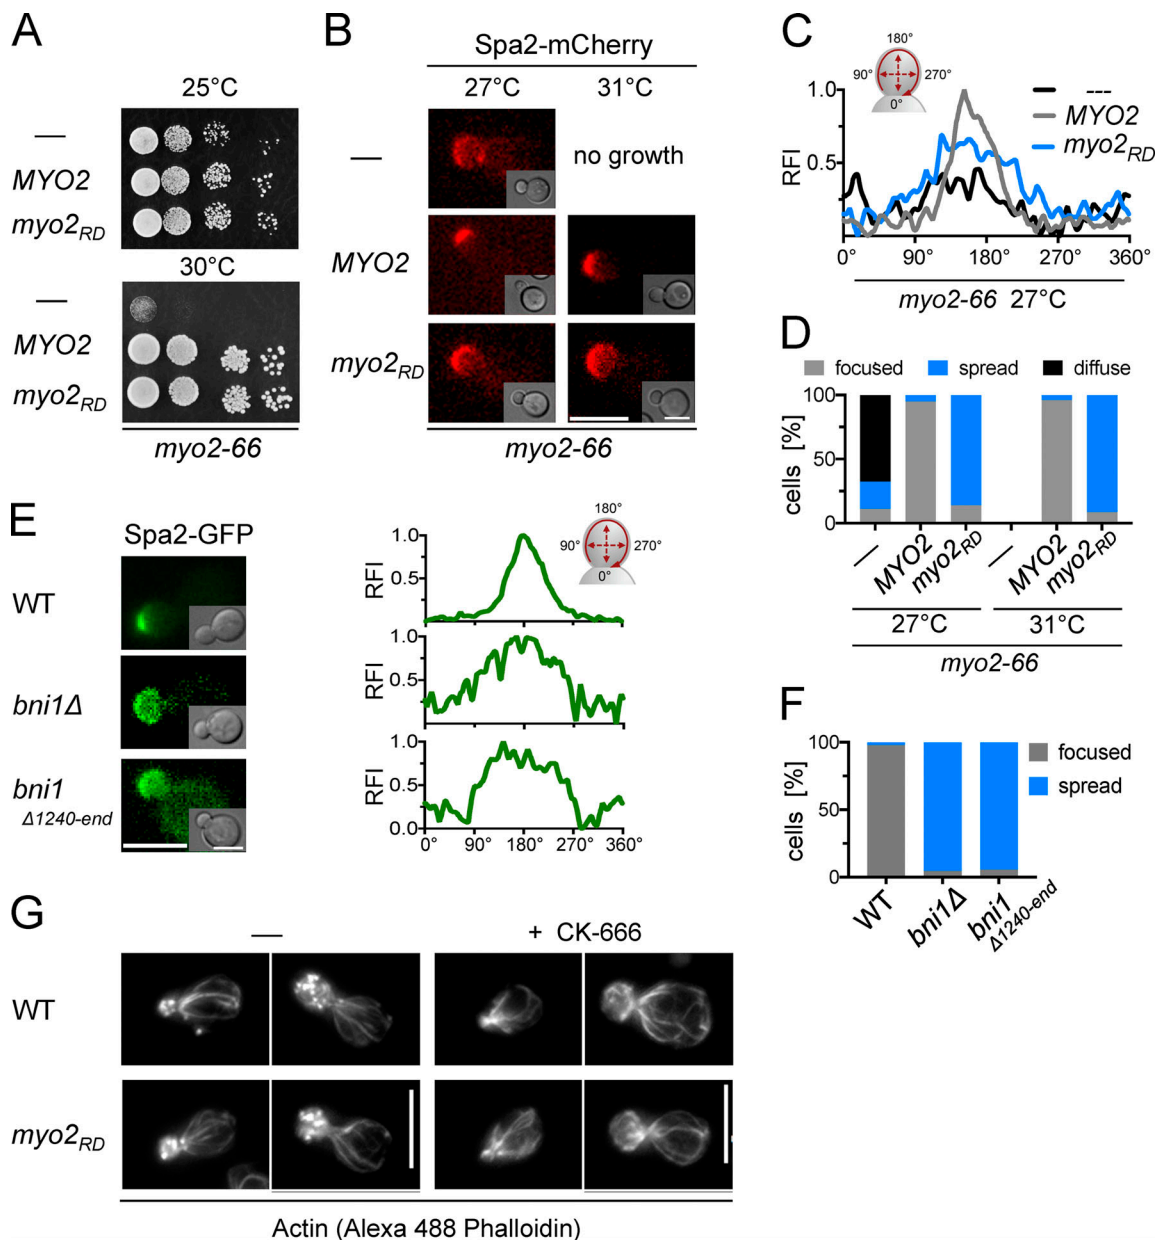 A
25°C
—
MYO2
myo2RD
30°C
—
MYO2
myo2RD
myo2-66
B
Spa2-mCherry
27°C 31°C
—
no growth
MYO2
myo2RD
myo2-66
C
180°
90° 270°
0°
1.0
0.5
RFI
---
MYO2
myo2RD
0° 90° 180° 270° 360°
myo2-66 27°C
D
focused spread diffuse
100
50
0
cells [%]
— MYO2 myo2RD — MYO2 myo2RD
27°C 31°C
myo2-66
E
Spa2-GFP
WT
bni1Δ
bni1
Δ1240-end
180°
90° 270°
0°
1.0
RFI
0.5
1.0
RFI
0.5
1.0
RFI
0.5
0.0
0° 90° 180° 270° 360°
F
100
50
0
cells [%]
focused
spread
WT bni1Δ bni1
Δ1240-end
G
— + CK-666
WT
myo2RD
Actin (Alexa 488 Phalloidin)